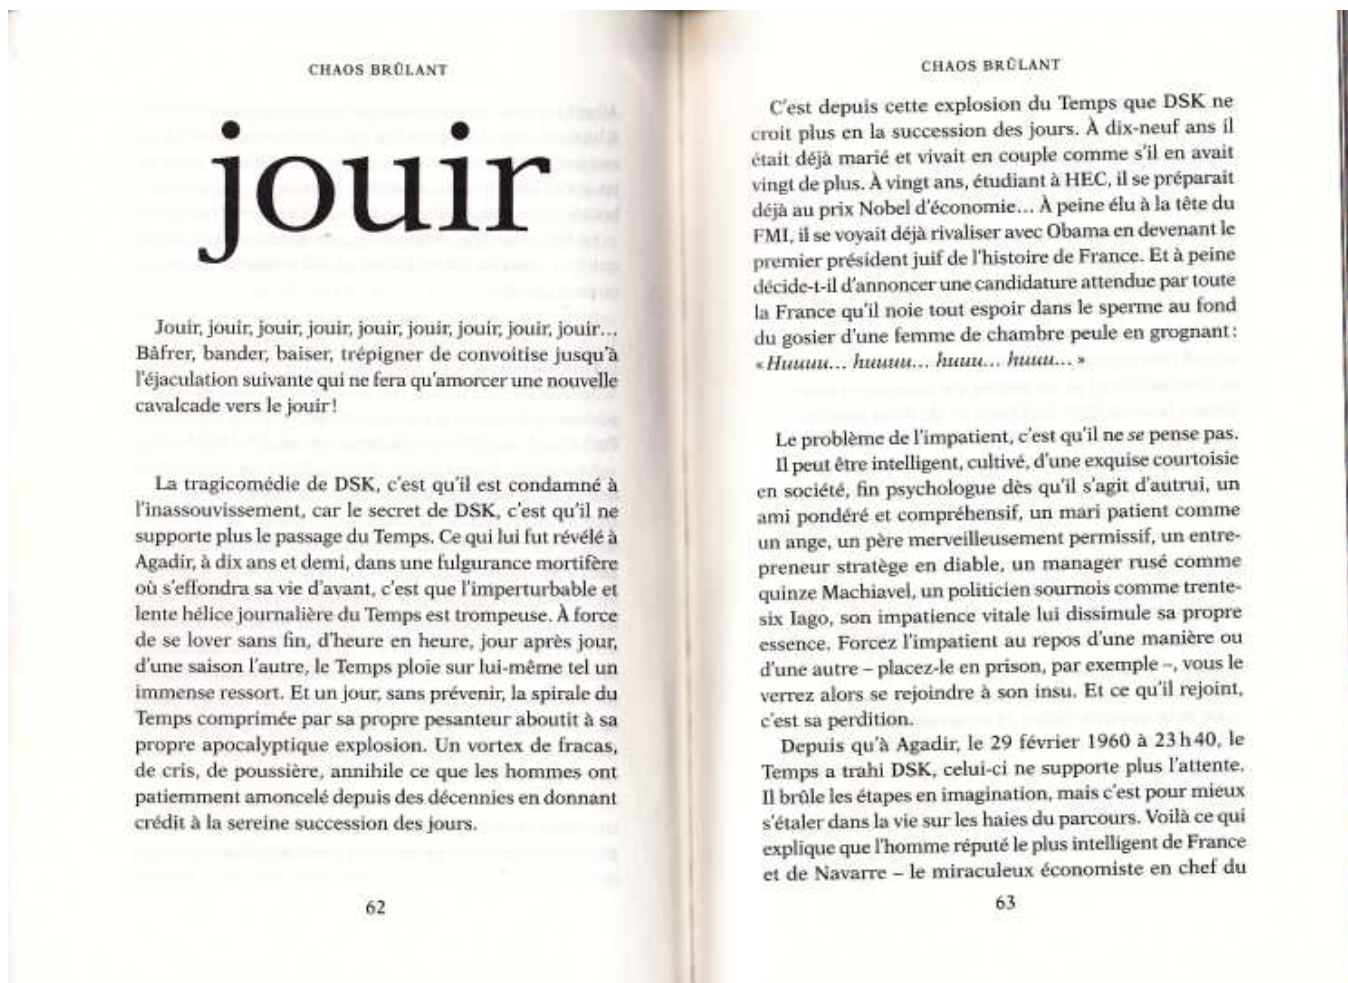 CHAOS BRÛLANT
jouir
Jouir, jouir, jouir, jouir, jouir, jouir, jouir, jouir, jouir…
Bâfrer, bander, baiser, trépigner de convoitise jusqu'à
l'éjaculation suivante qui ne fera qu'amorcer une nouvelle
cavalcade vers le jouir !
La tragicomédie de DSK, c'est qu'il est condamné à
l'inassouvissement, car le secret de DSK, c'est qu'il ne
supporte plus le passage du Temps. Ce qui lui fut révélé à
Agadir, à dix ans et demi, dans une fulgurance mortifère
où s'effondra sa vie d'avant, c'est que l'imperturbable et
lente hélice journalière du Temps est trompeuse. À force
de se lover sans fin, d'heure en heure, jour après jour,
d'une saison l'autre, le Temps ploie sur lui-même tel un
immense ressort. Et un jour, sans prévenir, la spirale du
Temps comprimée par sa propre pesanteur aboutit à sa
propre apocalyptique explosion. Un vortex de fracas,
de cris, de poussière, annihile ce que les hommes ont
patiemment amoncelé depuis des décennies en donnant
crédit à la sereine succession des jours.
62
CHAOS BRÛLANT
C'est depuis cette explosion du Temps que DSK ne
croit plus en la succession des jours. À dix-neuf ans il
était déjà marié et vivait en couple comme s'il en avait
vingt de plus. À vingt ans, étudiant à HEC, il se préparait
déjà au prix Nobel d'économie… À peine élu à la tête du
FMI, il se voyait déjà rivaliser avec Obama en devenant le
premier président juif de l'histoire de France. Et à peine
décide-t-il d'annoncer une candidature attendue par toute
la France qu'il noie tout espoir dans le sperme au fond
du gosier d'une femme de chambre peule en grognant :
« Huuuu… huuuu… huuu… huuu… »
Le problème de l'impatient, c'est qu'il ne se pense pas.
Il peut être intelligent, cultivé, d'une exquise courtoisie
en société, fin psychologue dès qu'il s'agit d'autrui, un
ami pondéré et compréhensif, un mari patient comme
un ange, un père merveilleusement permissif, un entre-
preneur stratège en diable, un manager rusé comme
quinze Machiavel, un politicien sournois comme trente-
six Iago, son impatience vitale lui dissimule sa propre
essence. Forcez l'impatient au repos d'une manière ou
d'une autre – placez-le en prison, par exemple –, vous le
verrez alors se rejoindre à son insu. Et ce qu'il rejoint,
c'est sa perdition.
Depuis qu'à Agadir, le 29 février 1960 à 23 h 40, le
Temps a trahi DSK, celui-ci ne supporte plus l'attente.
Il brûle les étapes en imagination, mais c'est pour mieux
s'étaler dans la vie sur les haies du parcours. Voilà ce qui
explique que l'homme réputé le plus intelligent de France
et de Navarre – le miraculeux économiste en chef du
63